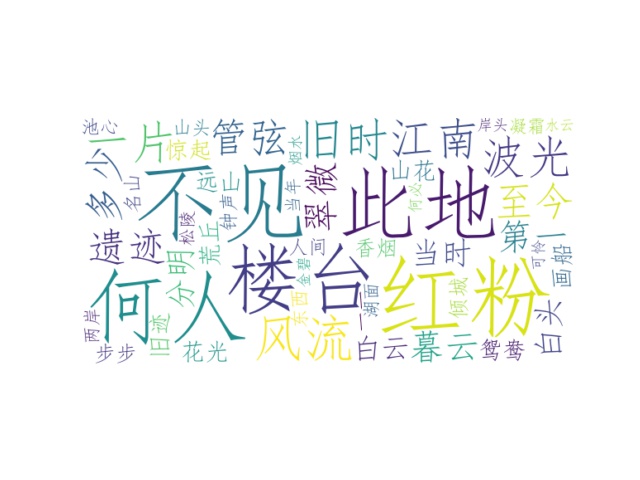 池心
一片
山头
管弦
旧时
江南
岸头
凝霜
水云
惊起
烟水
波光
多少
名山
不见
远
钟声
亡
当年
翠微
山花
何必
此地
至今
遗迹
松陵
荒丘
人间
香烟
当时
第一
可怜
画船
分明
楼台
金碧
何人
东西
湖面
一
红粉
倾城
白头
两岸
旧迹
步步
花光
风流
白云
暮云
鸳鸯